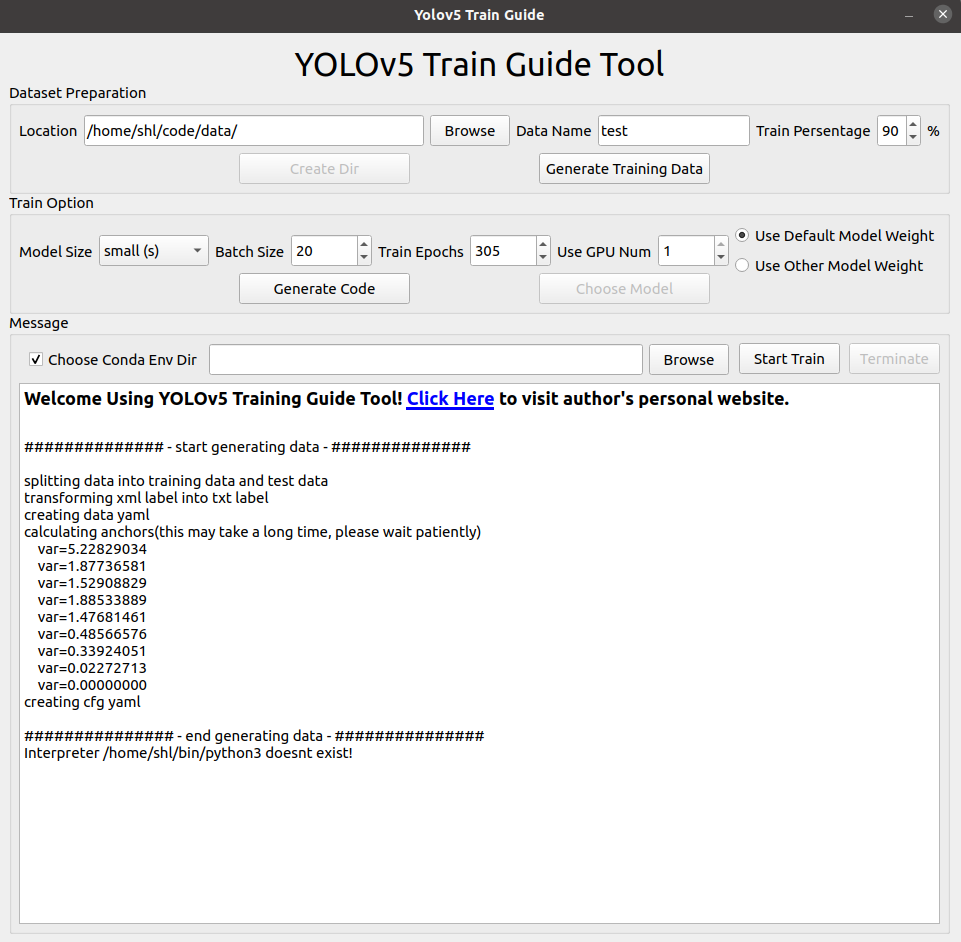 Yolov5 Train Guide
YOLOv5 Train Guide Tool
Dataset Preparation
Location /home/shl/code/data/ Browse Data Name test Train Persentage 90 %
Create Dir Generate Training Data
Train Option
Model Size small (s) Batch Size 20 Train Epochs 305 Use GPU Num 1 Use Default Model Weight
Use Other Model Weight
Generate Code Choose Model
Message
Choose Conda Env Dir Browse Start Train Terminate
Welcome Using YOLOv5 Training Guide Tool! Click Here to visit author's personal website.
############## - start generating data - ##############
splitting data into training data and test data
transforming xml label into txt label
creating data yaml
calculating anchors(this may take a long time, please wait patiently)
var=5.22829034
var=1.87736581
var=1.52908829
var=1.88533889
var=1.47681461
var=0.48566576
var=0.33924051
var=0.02272713
var=0.00000000
creating cfg yaml
############### - end generating data - ###############
Interpreter /home/shl/bin/python3 doesnt exist!